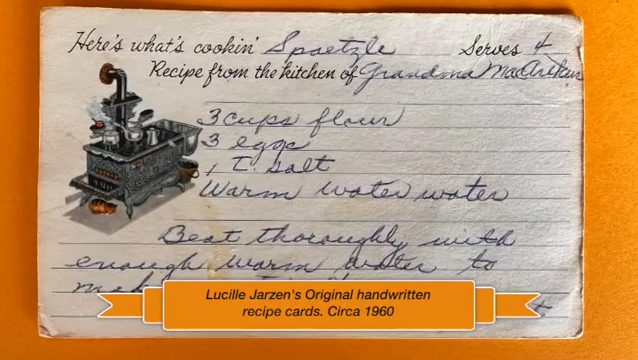 Here's what's cookin' Spaetzle Serves 4
Recipe from the kitchen of Grandma MacArthur
3 cups flour
3 eggs
1 T. salt
Warm water water
Beat thoroughly with
enough warm water to
Lucille Jarzen's Original handwritten
recipe cards. Circa 1960